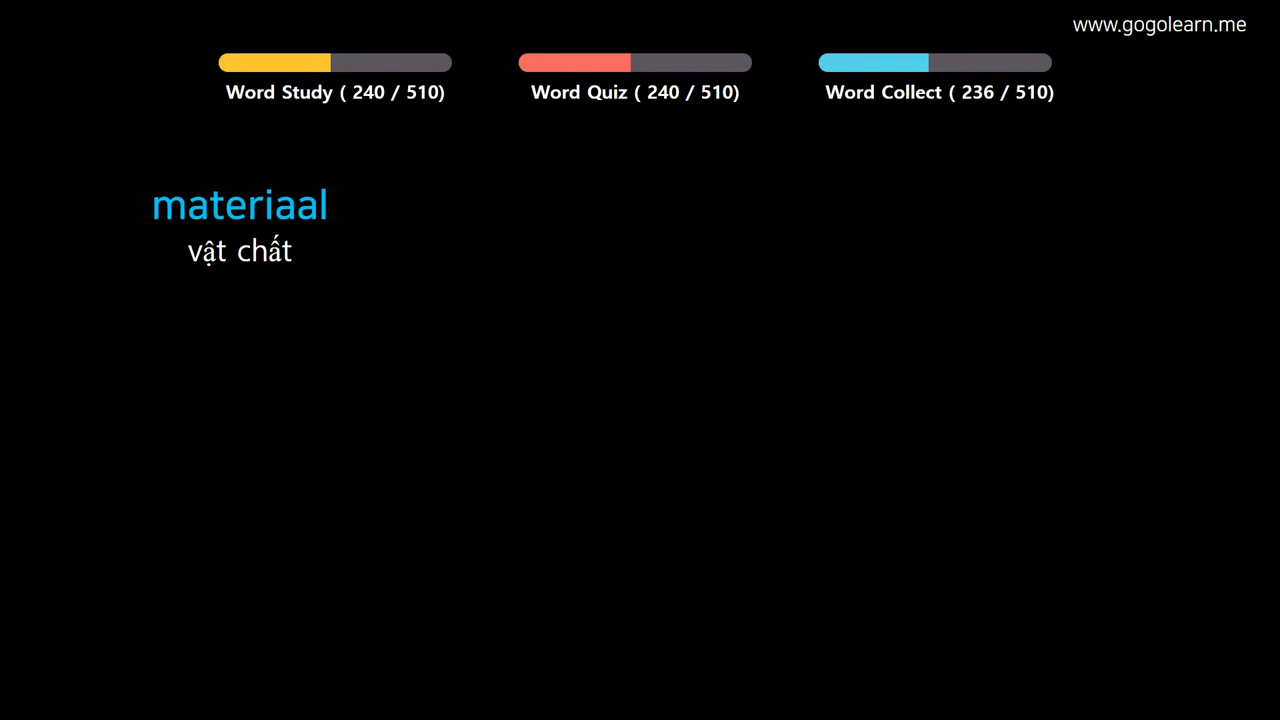 www.gogolearn.me
Word Study ( 240 / 510)
Word Quiz ( 240 / 510)
Word Collect ( 236 / 510)
materiaal
vật chất